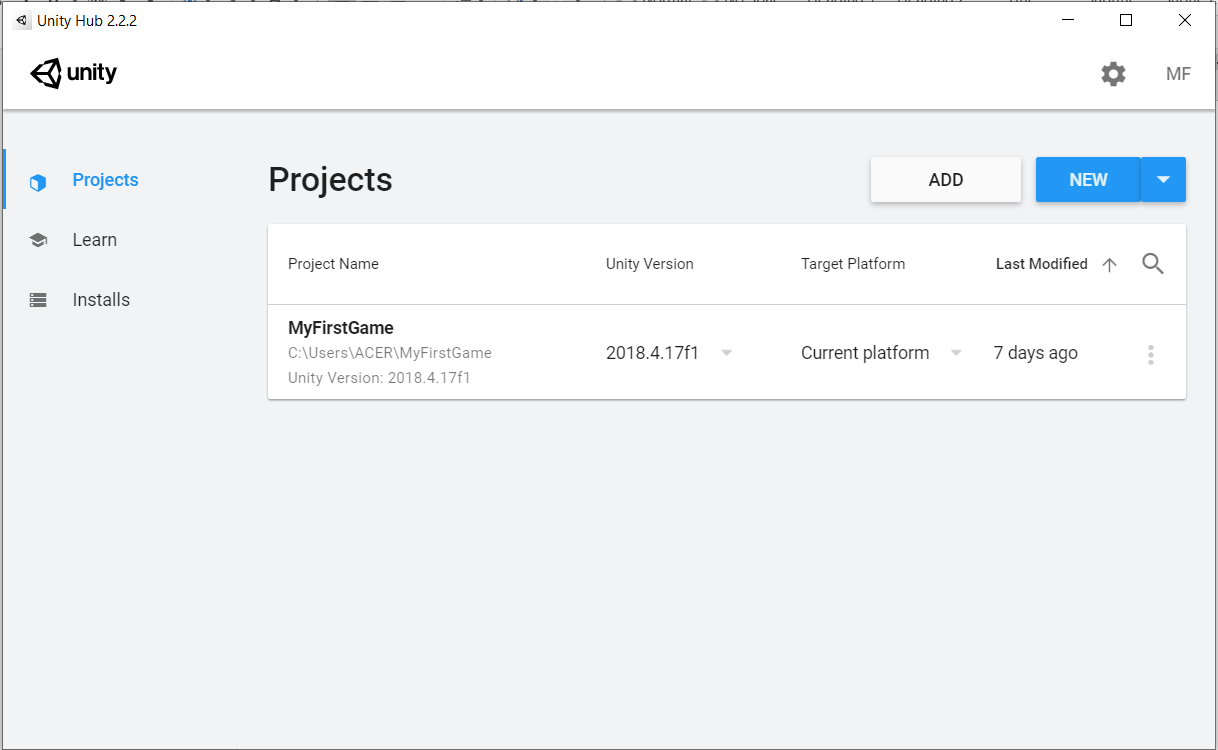 Unity Hub 2.2.2
unity
MF
Projects
Learn
Installs
Projects
ADD
NEW
Project Name
Unity Version
Target Platform
Last Modified
MyFirstGame
C:\Users\ACER\MyFirstGame
Unity Version: 2018.4.17f1
2018.4.17f1
Current platform
7 days ago